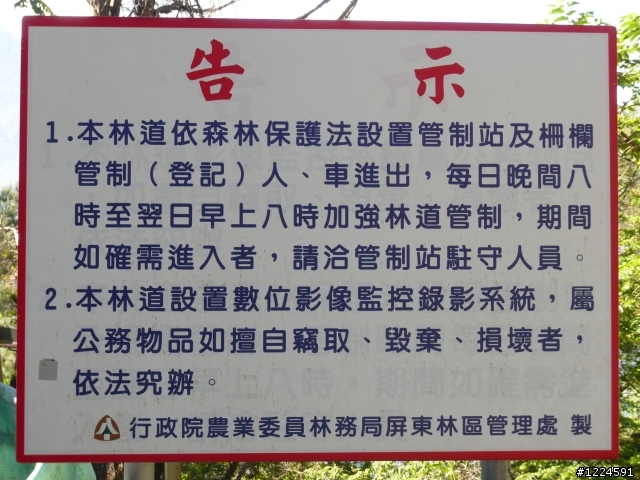 告示
1.本林道依森林保護法設置管制站及柵欄
管制(登記)人、車進出，每日晚間八
時至翌日早上八時加強林道管制，期間
如確需進入者，請洽管制站駐守人員。
2.本林道設置數位影像監控錄影系統，屬
公務物品如擅自竊取、毀棄、損壞者，
依法究辦。
行政院農業委員林務局屏東林區管理處 製
#1224591